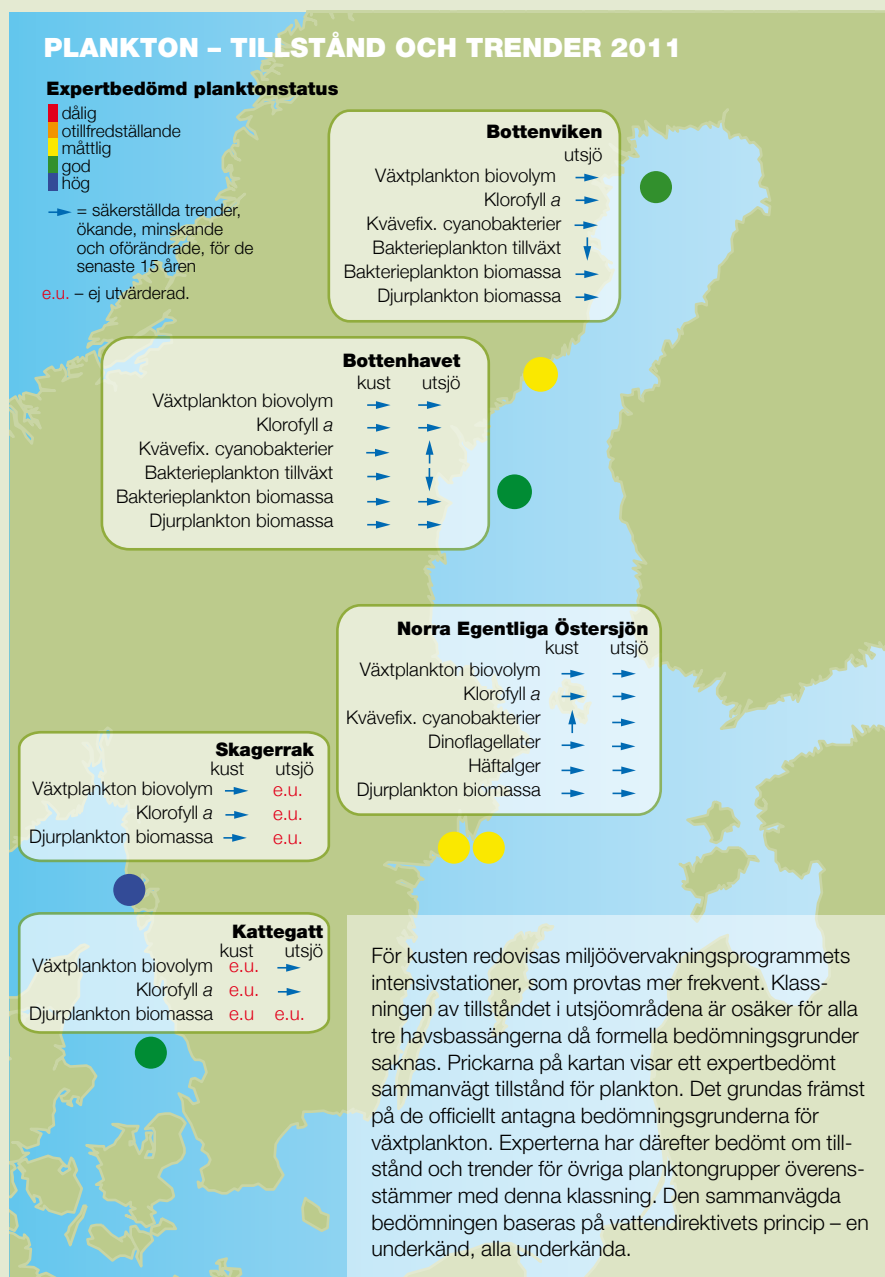 PLANKTON – TILLSTÅND OCH TRENDER 2011
Expertbedömd planktonstatus
dålig
otillfredställande
måttlig
god
hög
= säkerställda trender,
ökande, minskande
och oförändrade, för de
senaste 15 åren
e.u. – ej utvärderad.
Bottenviken
utsjö
Växtplankton biovolym
Klorofyll a
Kvävefix. cyanobakterier
Bakterieplankton tillväxt
Bakterieplankton biomassa
Djurplankton biomassa
Bottenhavet
kust utsjö
Växtplankton biovolym
Klorofyll a
Kvävefix. cyanobakterier
Bakterieplankton tillväxt
Bakterieplankton biomassa
Djurplankton biomassa
Norra Egentliga Östersjön
kust utsjö
Växtplankton biovolym
Klorofyll a
Kvävefix. cyanobakterier
Dinoflagellater
Häftalger
Djurplankton biomassa
Skagerrak
kust utsjö
Växtplankton biovolym e.u.
Klorofyll a e.u.
Djurplankton biomassa e.u.
Kattegatt
kust utsjö
Växtplankton biovolym e.u.
Klorofyll a e.u.
Djurplankton biomassa e.u e.u.
För kusten redovisas miljöövervakningsprogrammets
intensivstationer, som provtas mer frekvent. Klass-
ningen av tillståndet i utsjöområdena är osäker för alla
tre havsbassängerna då formella bedömningsgrunder
saknas. Prickarna på kartan visar ett expertbedömt
sammanvägt tillstånd för plankton. Det grundas främst
på de officiellt antagna bedömningsgrunderna för
växtplankton. Experterna har därefter bedömt om till-
stånd och trender för övriga planktongrupper överens-
stämmer med denna klassning. Den sammanvägda
bedömningen baseras på vattendirektivets princip – en
underkänd, alla underkända.